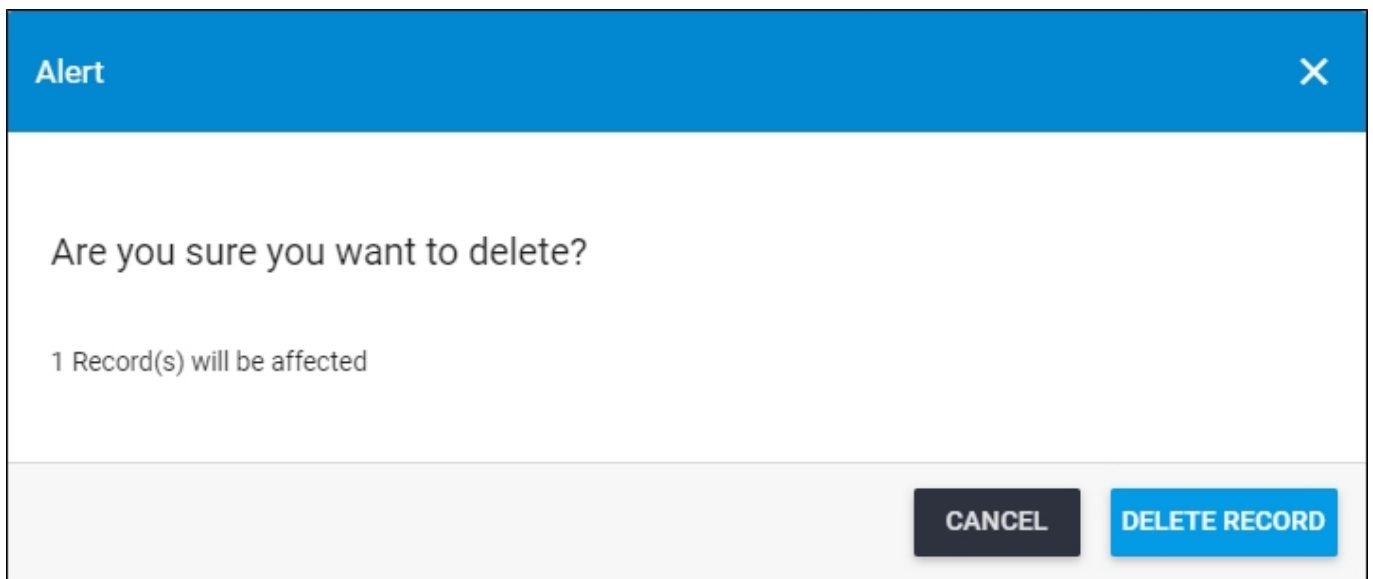 Alert
Are you sure you want to delete?
1 Record(s) will be affected
CANCEL DELETE RECORD